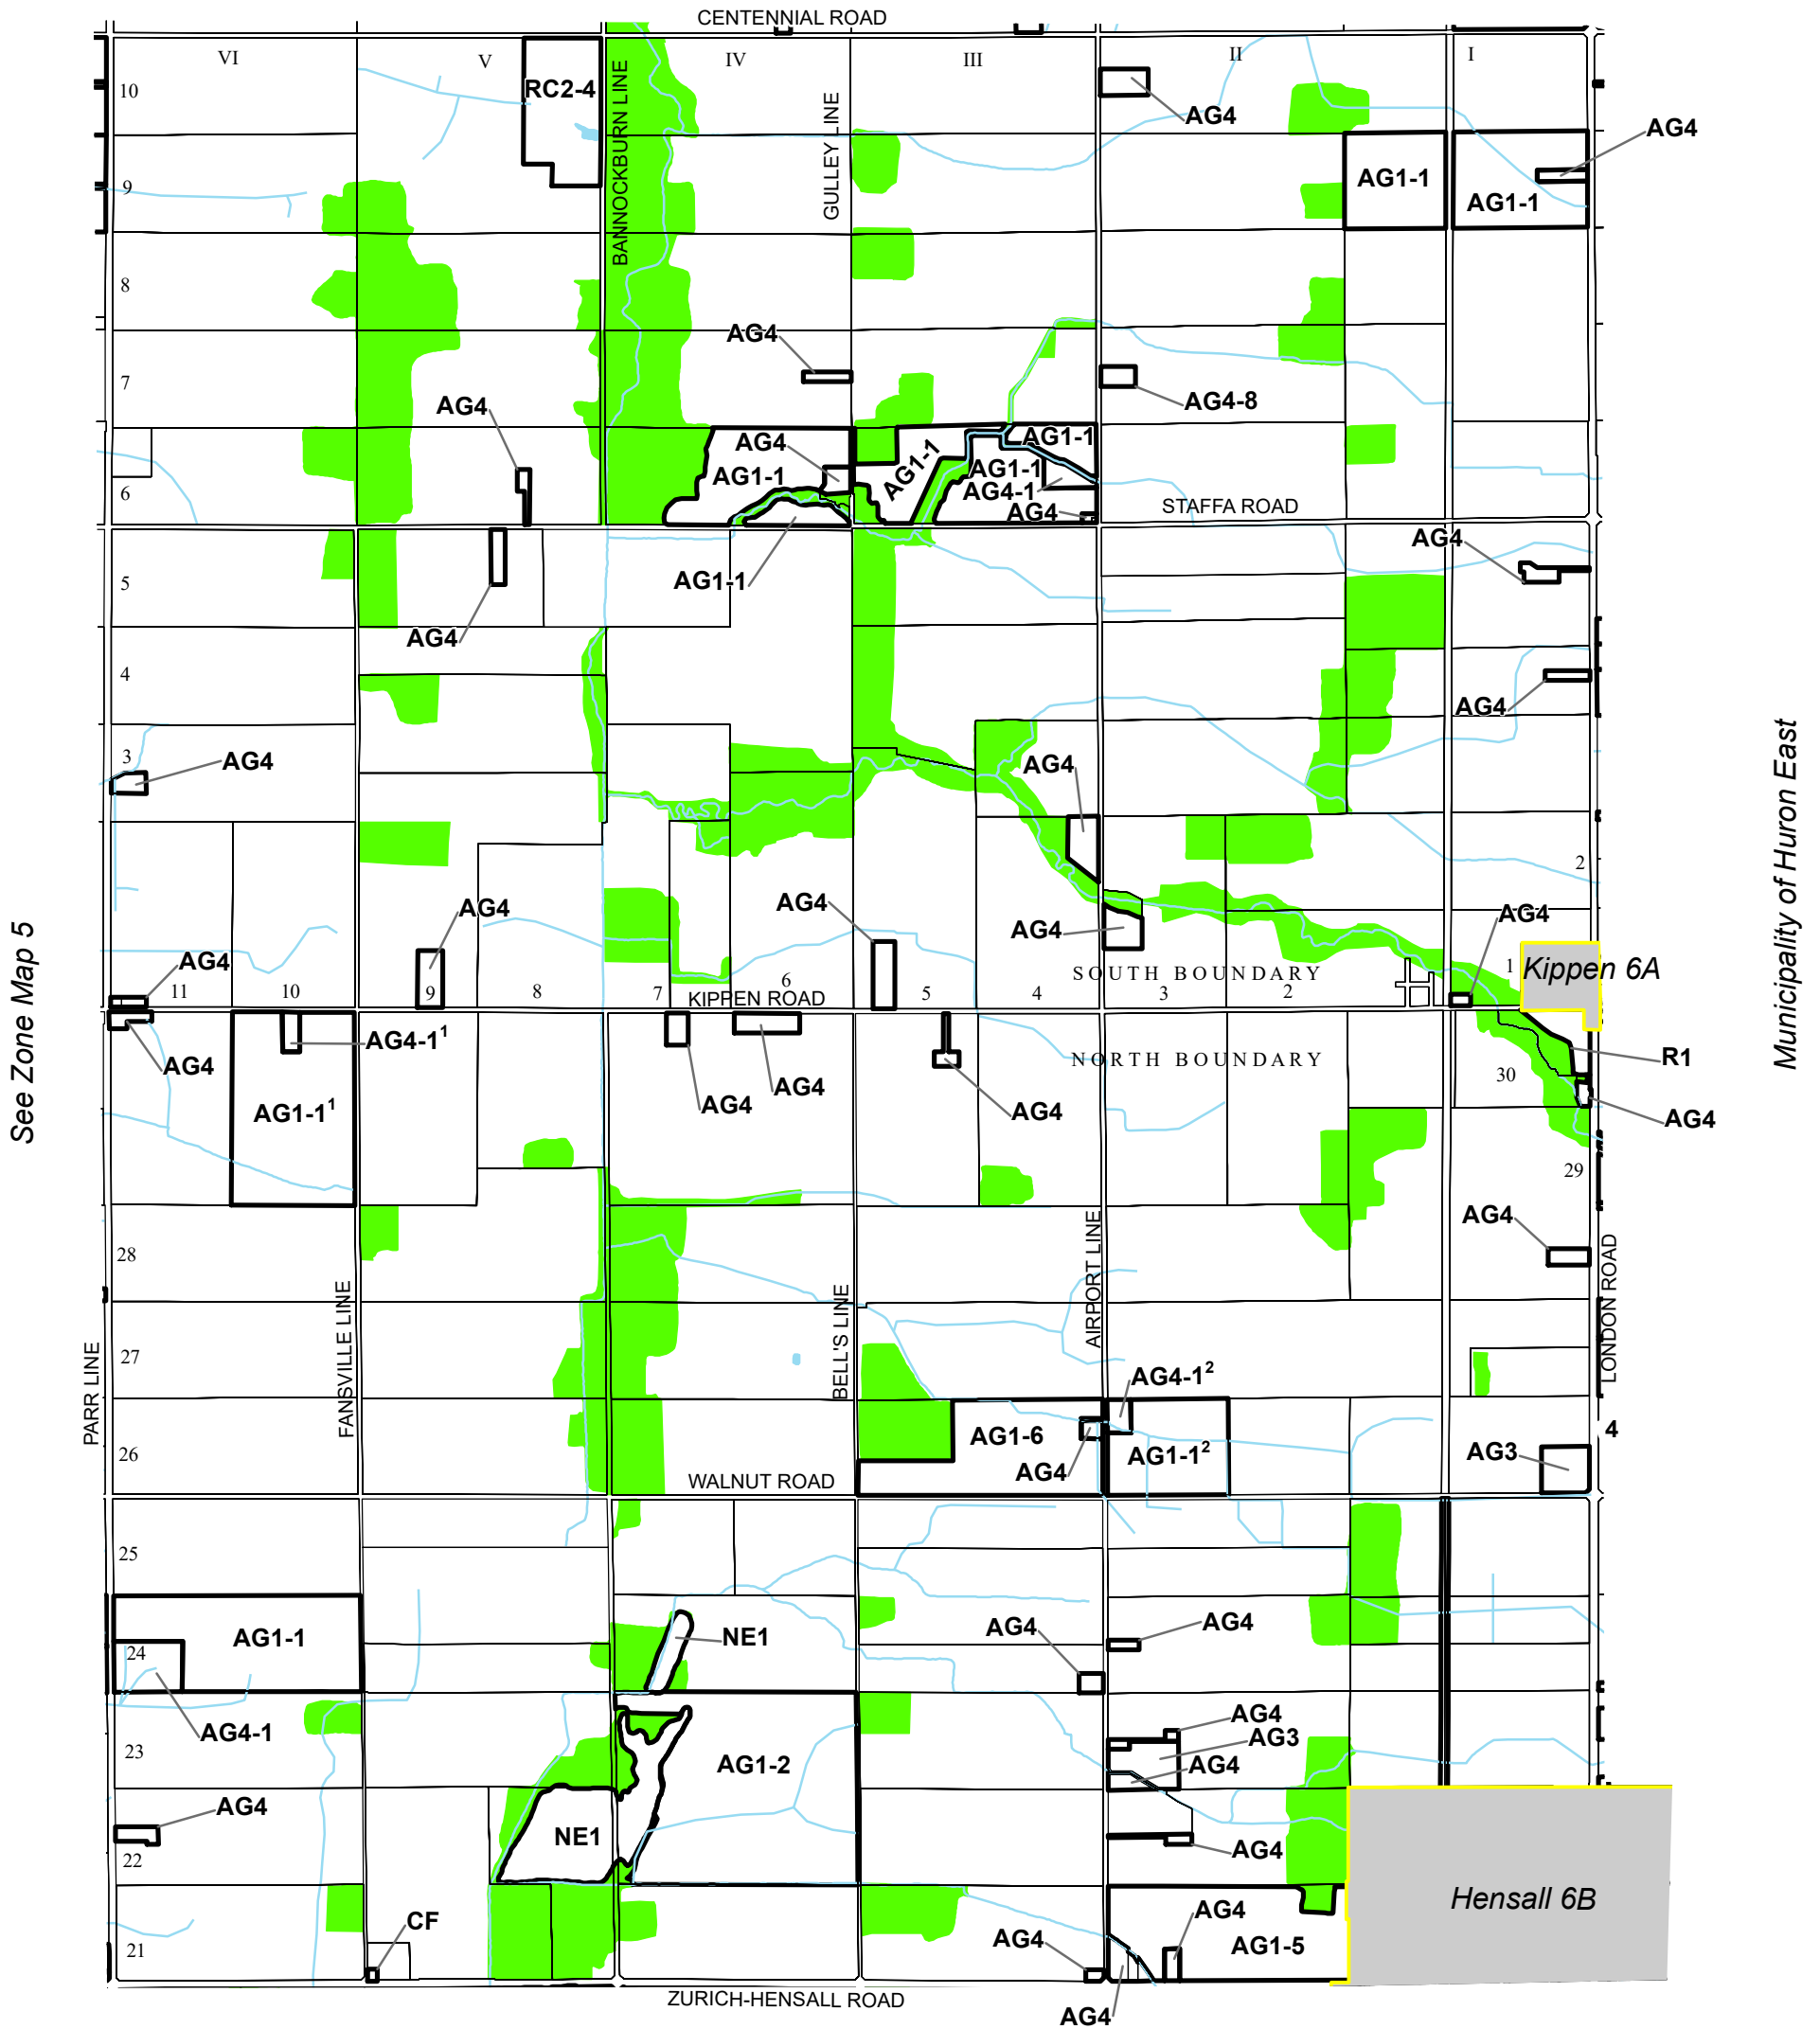 CENTENNIAL ROAD
VI
V
IV
III
II
I
10
RC2-4
BANNOCKBURN LINE
GULLEY LINE
AG4
AG4
9
AG1-1
AG1-1
8
AG4
7
AG4
AG4-8
AG4
AG1-1
AG1-1
AG1-1
AG1-1
AG4-1
6
AG4
STAFFA ROAD
AG4
5
AG1-1
AG4
4
AG4
3
AG4
AG4
Municipality of Huron East
2
See Zone Map 5
AG4
AG4
AG4
AG4
AG4
1
Kippen 6A
SOUTH BOUNDARY
11
10
9
8
7
6
5
4
3
2
KIPPEN ROAD
AG4
AG4-1¹
NORTH BOUNDARY
R1
AG4
AG4
30
AG1-1¹
AG4
AG4
AG4
29
AG4
28
AIRPORT LINE
LONDON ROAD
FANSVILLE LINE
BELL'S LINE
PARR LINE
27
AG4-1²
AG1-6
AG4
AG1-1²
4
AG3
26
WALNUT ROAD
25
AG1-1
24
NE1
AG4
AG4
AG4-1
AG4
AG3
AG4
23
AG1-2
AG4
NE1
AG4
22
Hensall 6B
CF
AG4
AG4
AG1-5
21
ZURICH-HENSALL ROAD
AG4